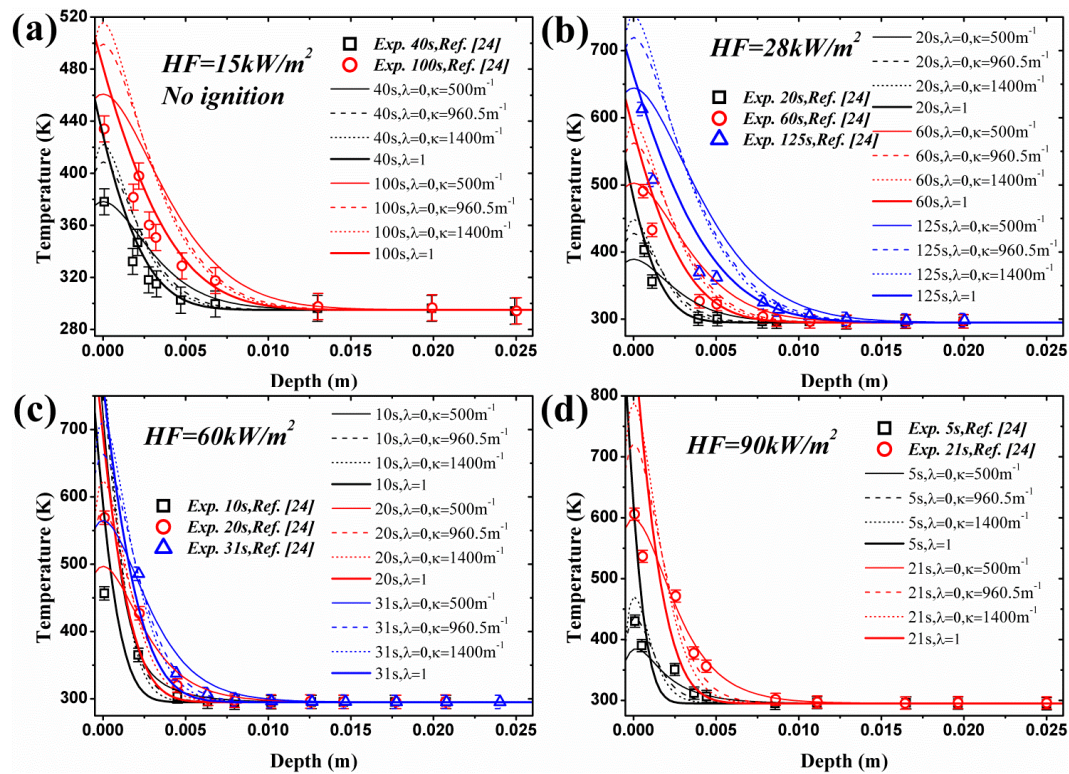 (a)
HF=15kW/m²
No ignition
Exp. 40s,Ref. [24]
Exp. 100s,Ref. [24]
40s,λ=0,κ=500m⁻¹
40s,λ=0,κ=960.5m⁻¹
40s,λ=0,κ=1400m⁻¹
40s,λ=1
100s,λ=0,κ=500m⁻¹
100s,λ=0,κ=960.5m⁻¹
100s,λ=0,κ=1400m⁻¹
100s,λ=1
Temperature (K)
520
480
440
400
360
320
280
0.000 0.005 0.010 0.015 0.020 0.025
Depth (m)
(b)
HF=28kW/m²
Exp. 20s,Ref. [24]
Exp. 60s,Ref. [24]
Exp. 125s,Ref. [24]
20s,λ=0,κ=500m⁻¹
20s,λ=0,κ=960.5m⁻¹
20s,λ=0,κ=1400m⁻¹
20s,λ=1
60s,λ=0,κ=500m⁻¹
60s,λ=0,κ=960.5m⁻¹
60s,λ=0,κ=1400m⁻¹
60s,λ=1
125s,λ=0,κ=500m⁻¹
125s,λ=0,κ=960.5m⁻¹
125s,λ=0,κ=1400m⁻¹
125s,λ=1
Temperature (K)
700
600
500
400
300
0.000 0.005 0.010 0.015 0.020 0.025
Depth (m)
(c)
HF=60kW/m²
Exp. 10s,Ref. [24]
Exp. 20s,Ref. [24]
Exp. 31s,Ref. [24]
10s,λ=0,κ=500m⁻¹
10s,λ=0,κ=960.5m⁻¹
10s,λ=0,κ=1400m⁻¹
10s,λ=1
20s,λ=0,κ=500m⁻¹
20s,λ=0,κ=960.5m⁻¹
20s,λ=0,κ=1400m⁻¹
20s,λ=1
31s,λ=0,κ=500m⁻¹
31s,λ=0,κ=960.5m⁻¹
31s,λ=0,κ=1400m⁻¹
31s,λ=1
Temperature (K)
700
600
500
400
300
0.000 0.005 0.010 0.015 0.020 0.025
Depth (m)
(d)
HF=90kW/m²
Exp. 5s,Ref. [24]
Exp. 21s,Ref. [24]
5s,λ=0,κ=500m⁻¹
5s,λ=0,κ=960.5m⁻¹
5s,λ=0,κ=1400m⁻¹
5s,λ=1
21s,λ=0,κ=500m⁻¹
21s,λ=0,κ=960.5m⁻¹
21s,λ=0,κ=1400m⁻¹
21s,λ=1
Temperature (K)
800
700
600
500
400
300
0.000 0.005 0.010 0.015 0.020 0.025
Depth (m)